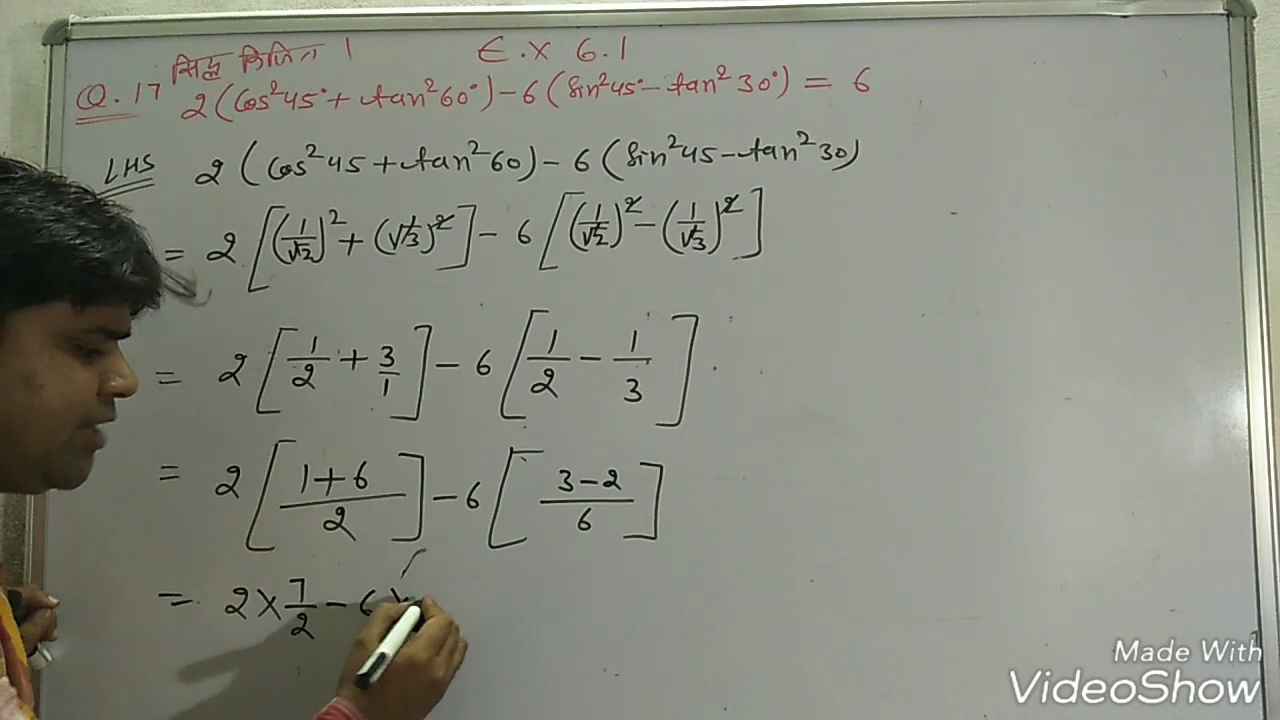 सिद्ध कीजिए । E.X 6.1
Q.17 2(Cos²45°+tan²60°)-6(Sin²45°-tan²30°) = 6
LHS 2(Cos²45+tan²60)-6(Sin²45-tan²30)
= 2[(1/√2)²+(√3)²]-6[(1/√2)²-(1/√3)²]
= 2[1/2+3/1]-6[1/2-1/3]
= 2[(1+6)/2]-6[(3-2)/6]
= 2×7/2-6×
Made With
VideoShow